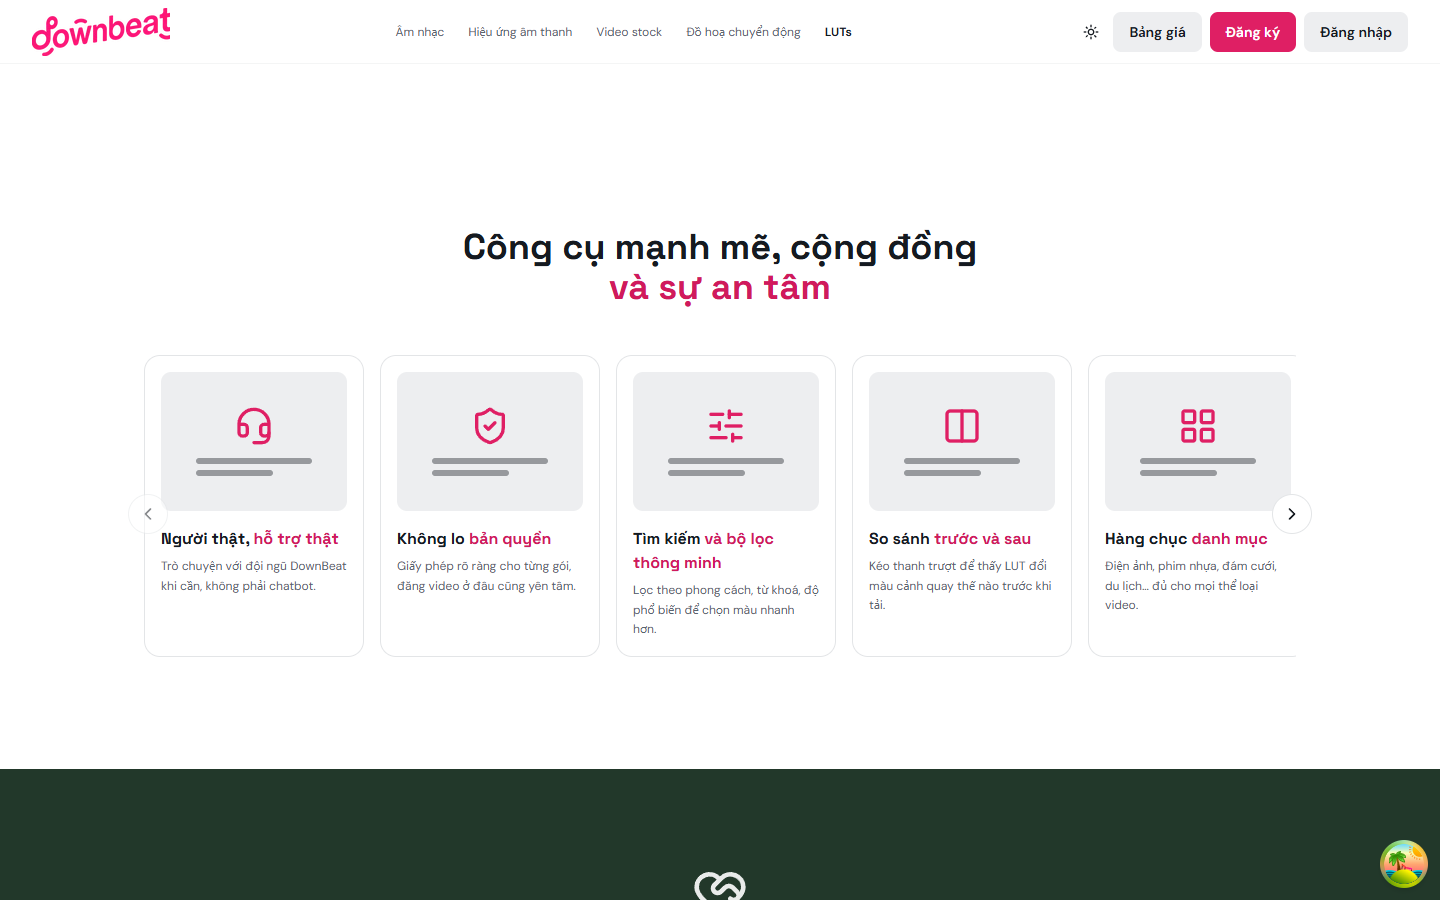 downbeat
Âm nhạc
Hiệu ứng âm thanh
Video stock
Đồ hoạ chuyển động
LUTs
Bảng giá
Đăng ký
Đăng nhập
Công cụ mạnh mẽ, cộng đồng
và sự an tâm
Người thật, hỗ trợ thật
Trò chuyện với đội ngũ DownBeat
khi cần, không phải chatbot.
Không lo bản quyền
Giấy phép rõ ràng cho từng gói,
đăng video ở đâu cũng yên tâm.
Tìm kiếm và bộ lọc
thông minh
Lọc theo phong cách, từ khoá, độ
phổ biến để chọn màu nhanh
hơn.
So sánh trước và sau
Kéo thanh trượt để thấy LUT đổi
màu cảnh quay thế nào trước khi
tải.
Hàng chục danh mục
Điện ảnh, phim nhựa, đám cưới,
du lịch… đủ cho mọi thể loại
video.